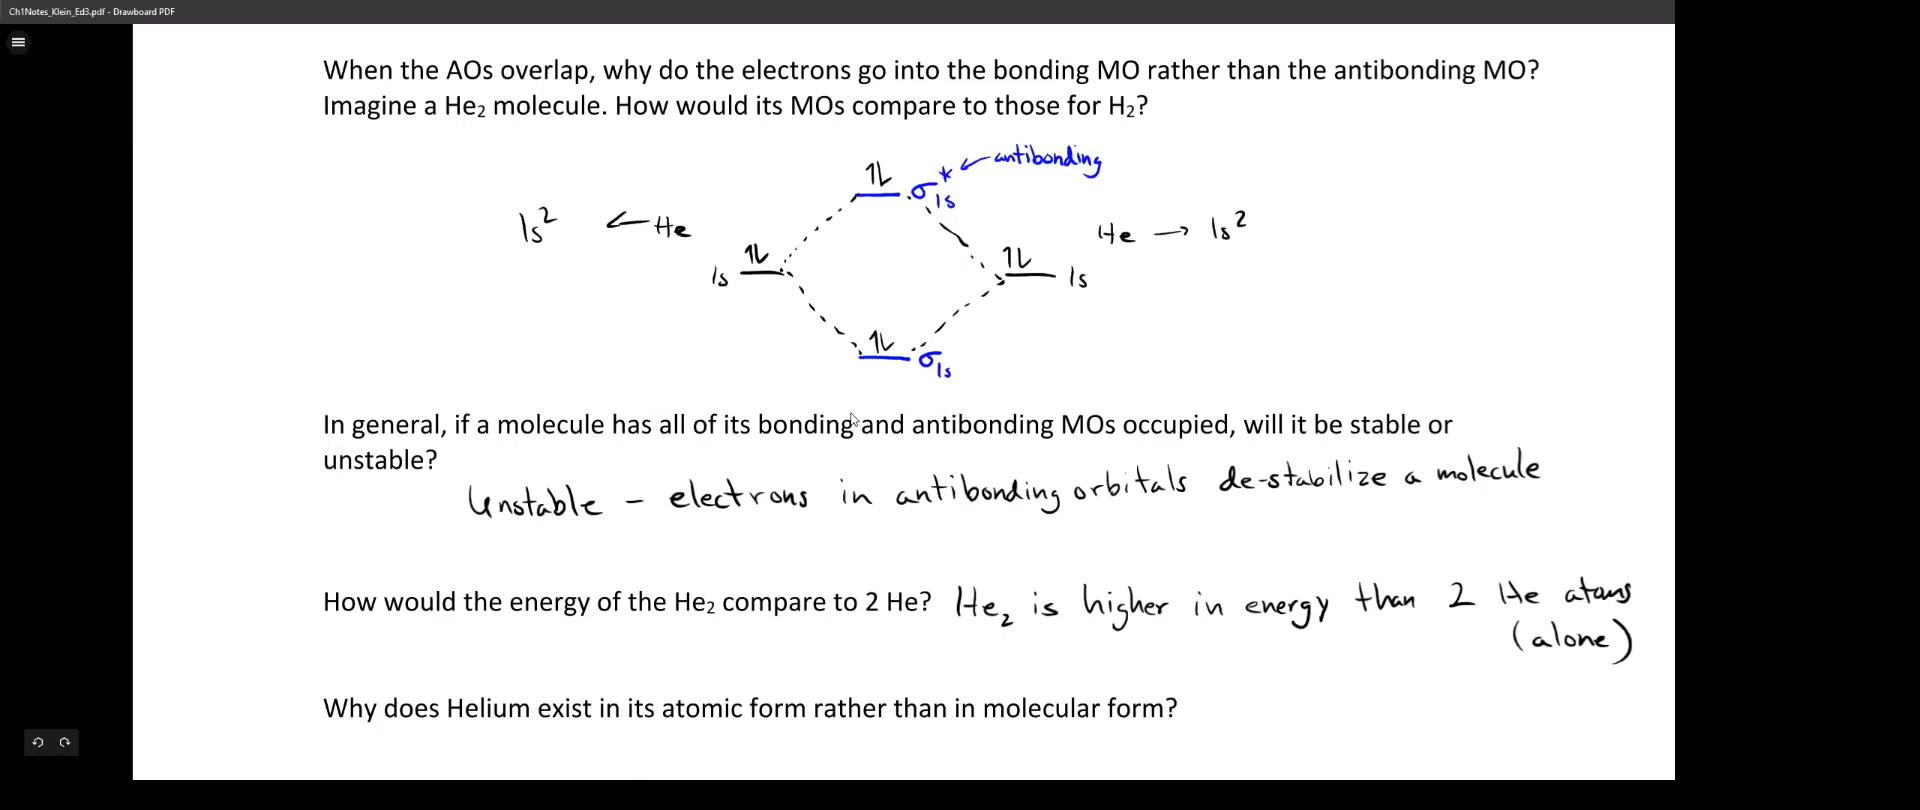 Ch1Notes_Klein_Ed3.pdf - Drawboard PDF
When the AOs overlap, why do the electrons go into the bonding MO rather than the antibonding MO?
Imagine a He₂ molecule. How would its MOs compare to those for H₂?
antibonding
1L σ*1s
1s² ← He
He → 1s²
1s 1L
1L 1s
1L σ1s
In general, if a molecule has all of its bonding and antibonding MOs occupied, will it be stable or
unstable?
Unstable - electrons in antibonding orbitals de-stabilize a molecule
How would the energy of the He₂ compare to 2 He? He₂ is higher in energy than 2 He atoms
(alone)
Why does Helium exist in its atomic form rather than in molecular form?